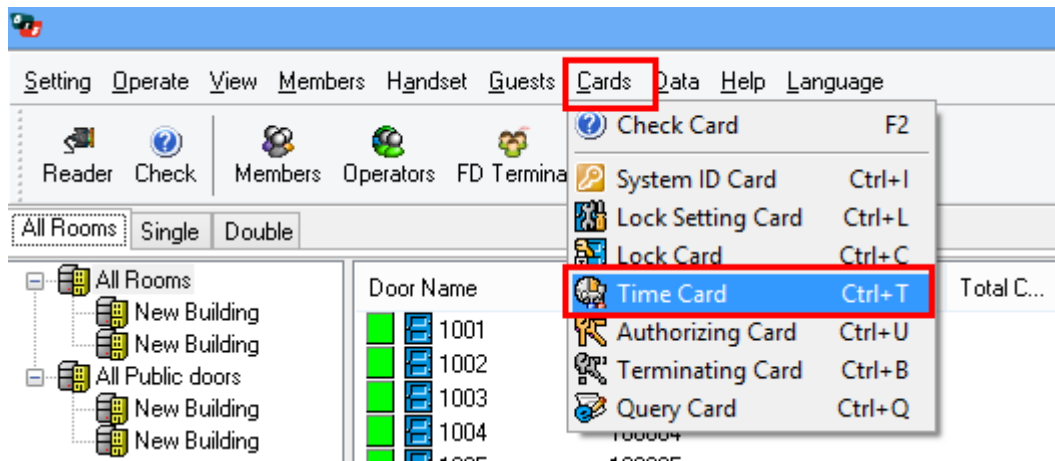 Setting Operate View Members Handset Guests Cards Data Help Language
Reader Check Members Operators FD Termina
Check Card F2
System ID Card Ctrl+I
Lock Setting Card Ctrl+L
Lock Card Ctrl+C
Time Card Ctrl+T
Authorizing Card Ctrl+U
Terminating Card Ctrl+B
Query Card Ctrl+Q
All Rooms Single Double
All Rooms
New Building
New Building
All Public doors
New Building
New Building
Door Name Total C...
1001
1002
1003
1004